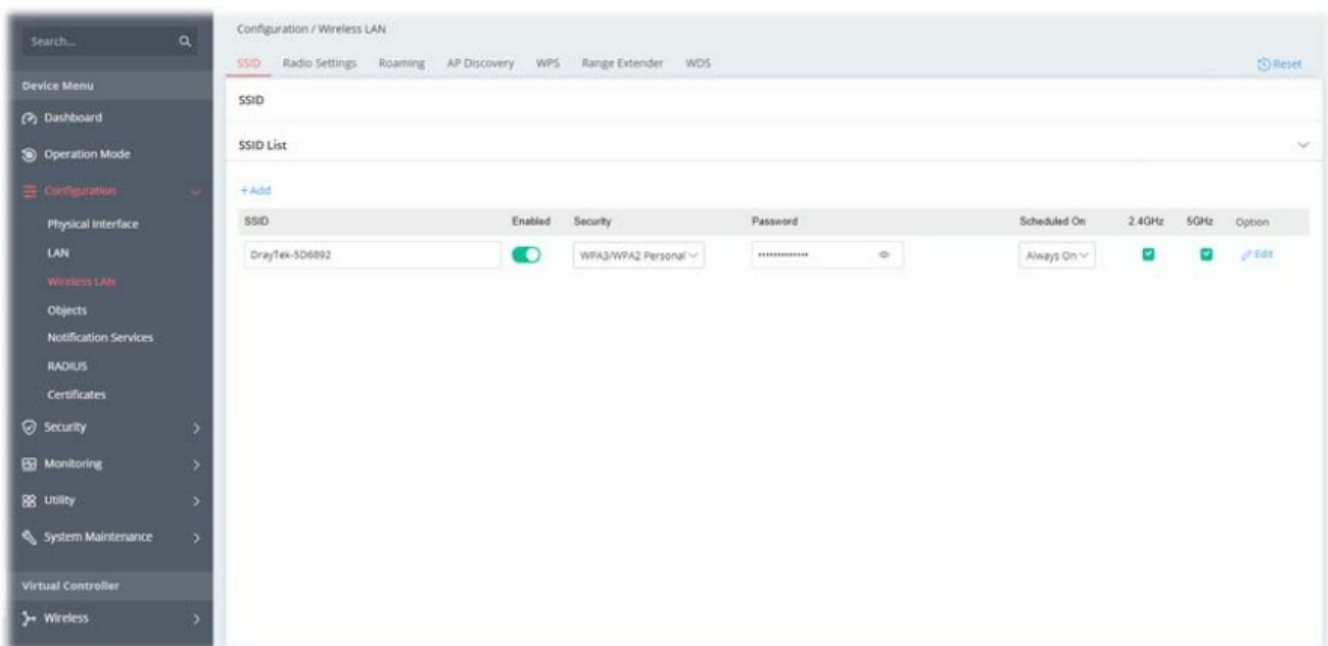 Search...
Device Menu
Dashboard
Operation Mode
Configuration
Physical Interface
LAN
Wireless LAN
Objects
Notification Services
RADIUS
Certificates
Security
Monitoring
Utility
System Maintenance
Virtual Controller
Wireless
Configuration / Wireless LAN
SSID Radio Settings Roaming AP Discovery WPS Range Extender WDS Reset
SSID
SSID List
+Add
SSID Enabled Security Password Scheduled On 2.4GHz 5GHz Option
DrayTek-5D6892 WPA3/WPA2 Personal ************* Always On Edit